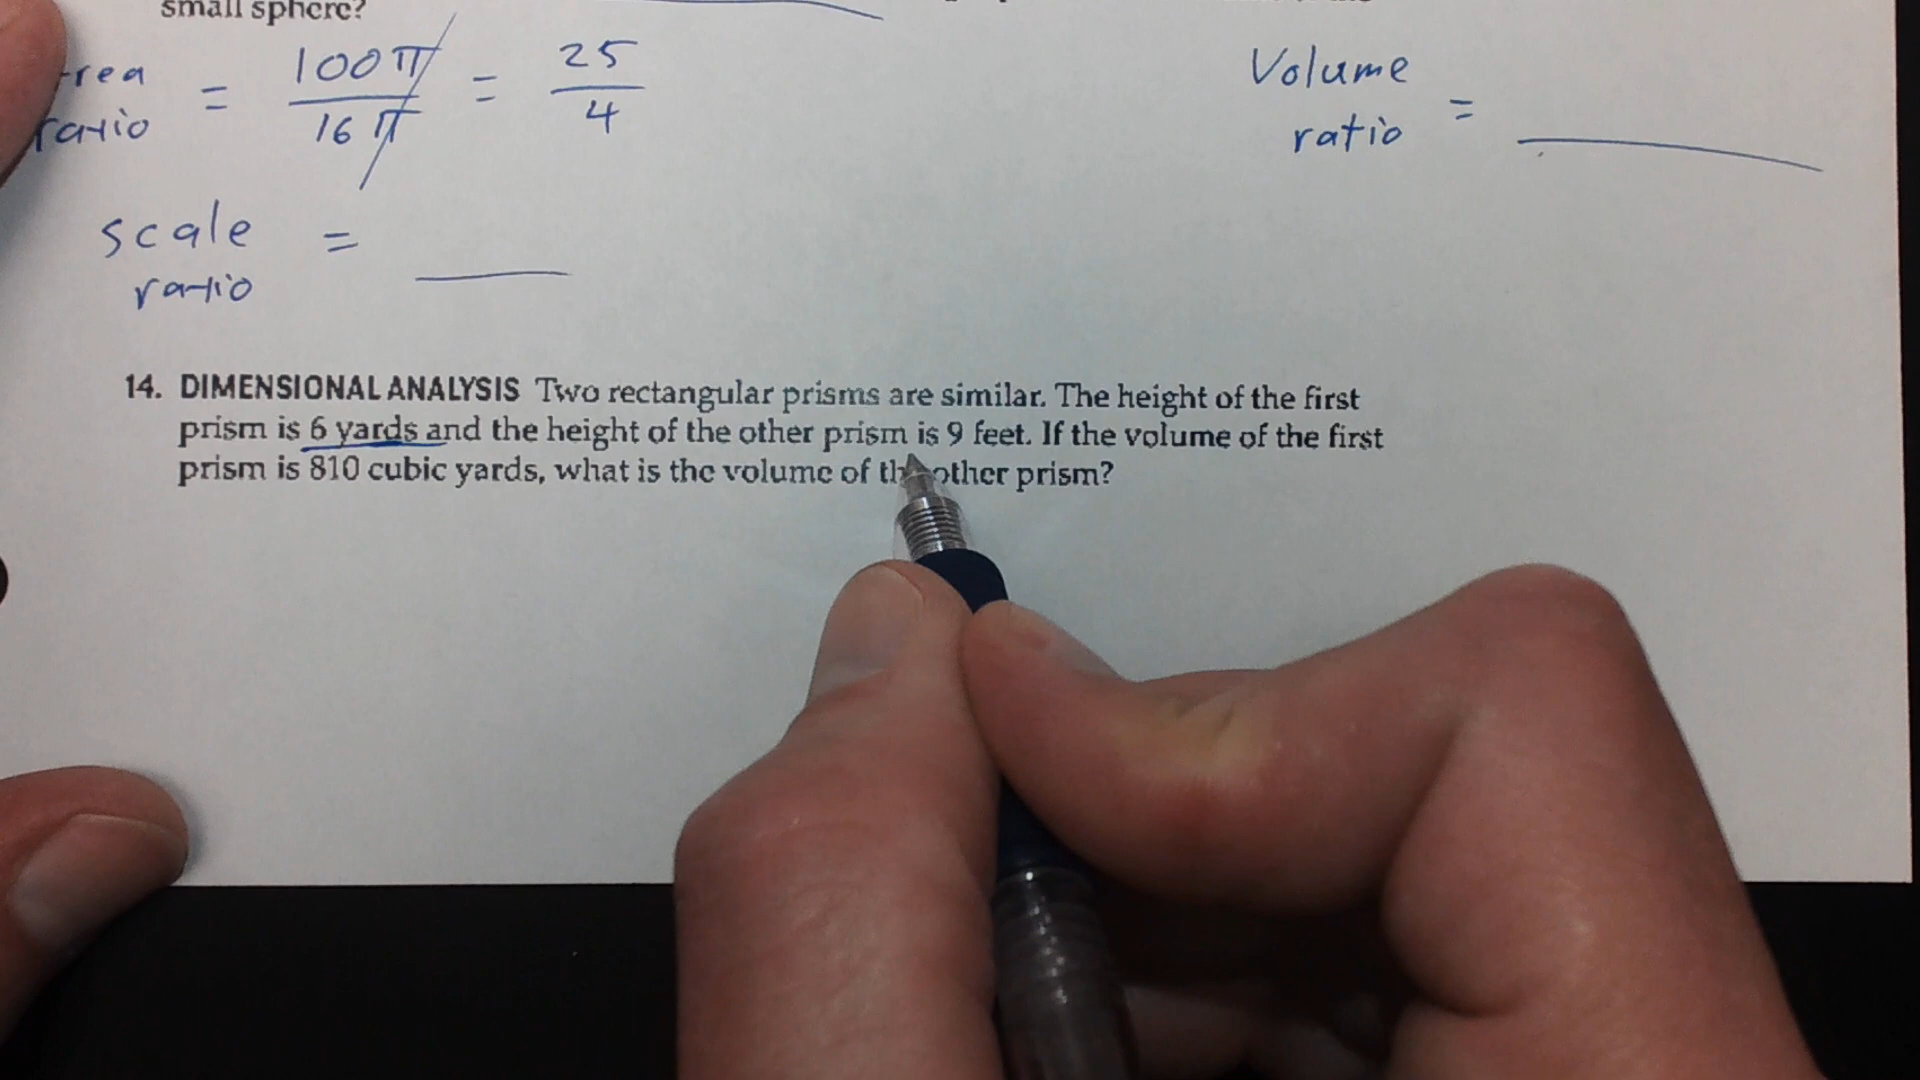 small sphere?
ratio = 100π / 16π = 25 / 4
Volume ratio =
scale ratio =
14. DIMENSIONAL ANALYSIS Two rectangular prisms are similar. The height of the first
prism is 6 yards and the height of the other prism is 9 feet. If the volume of the first
prism is 810 cubic yards, what is the volume of other prism?